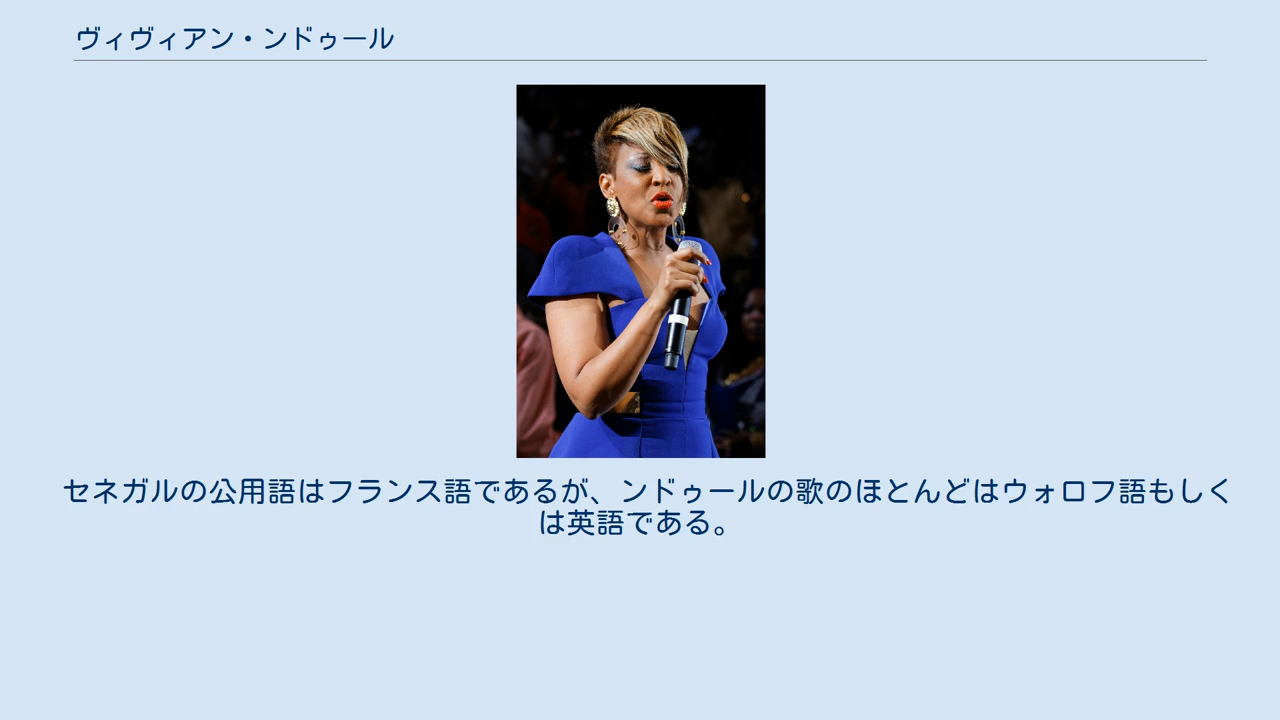 ヴィヴィアン・ンドゥール
セネガルの公用語はフランス語であるが、ンドゥールの歌のほとんどはウォロフ語もしく
は英語である。